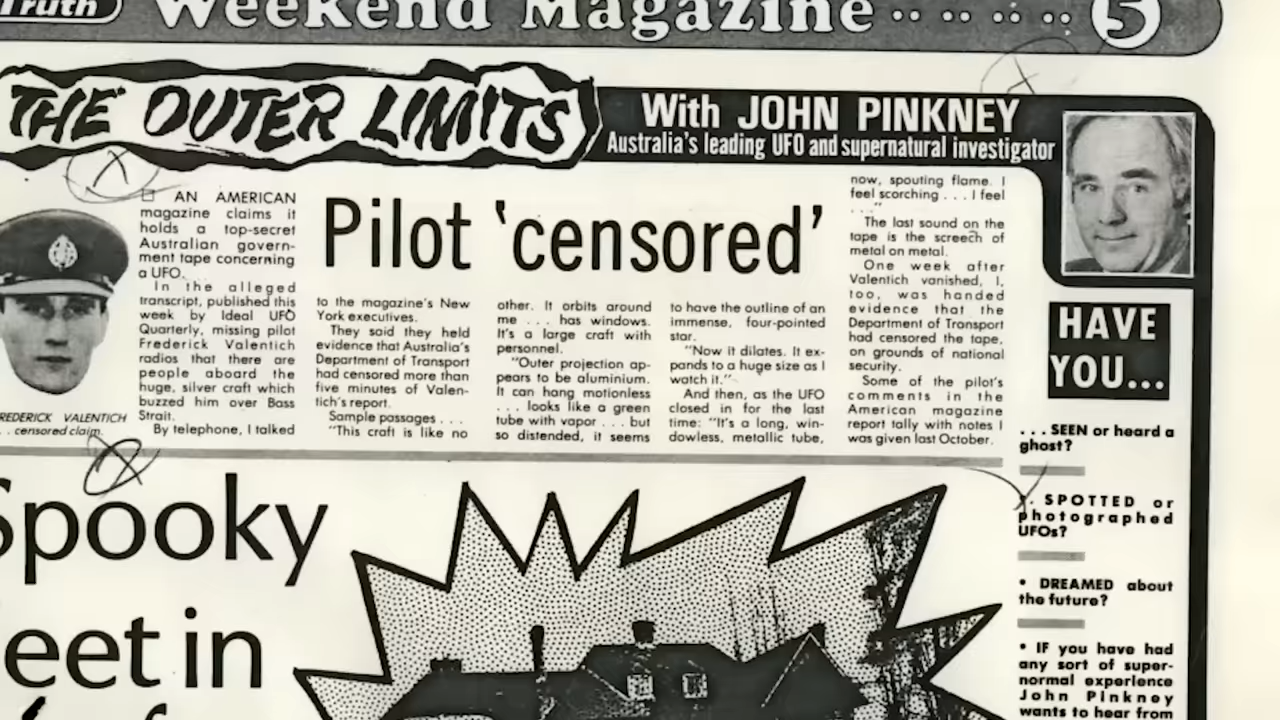 Truth
Weekend Magazine
5
THE OUTER LIMITS
With JOHN PINKNEY
Australia's leading UFO and supernatural investigator
Pilot 'censored'
AN AMERICAN
magazine claims it
holds a top-secret
Australian govern-
ment tape concerning
a UFO.
In the alleged
transcript, published this
week by Ideal UFO
Quarterly, missing pilot
Frederick Valentich
radios that there are
people aboard the
huge, silver craft which
buzzed him over Bass
Strait.
By telephone, I talked
REDERICK VALENTICH
. . censored claim.
to the magazine's New
York executives.
They said they held
evidence that Australia's
Department of Transport
had censored more than
five minutes of Valen-
tich's report.
Sample passages . . .
"This craft is like no
other. It orbits around
me . . . has windows.
It's a large craft with
personnel.
"Outer projection ap-
pears to be aluminium.
It can hang motionless
. . . looks like a green
tube with vapor . . . but
so distended, it seems
to have the outline of an
immense, four-pointed
star.
"Now it dilates. It ex-
pands to a huge size as I
watch it."
And then, as the UFO
closed in for the last
time: "It's a long, win-
dowless, metallic tube,
now, spouting flame. I
feel scorching . . . I feel
. . ."
The last sound on the
tape is the screech of
metal on metal.
One week after
Valentich vanished, I,
too, was handed
evidence that the
Department of Transport
had censored the tape,
on grounds of national
security.
Some of the pilot's
comments in the
American magazine
report tally with notes I
was given last October.
HAVE
YOU...
. . . SEEN or heard a
ghost?
. SPOTTED or
photographed
UFOs?
• DREAMED about
the future?
• IF you have had
any sort of super-
normal experience
John Pinkney
wants to hear from
Spooky
eet in